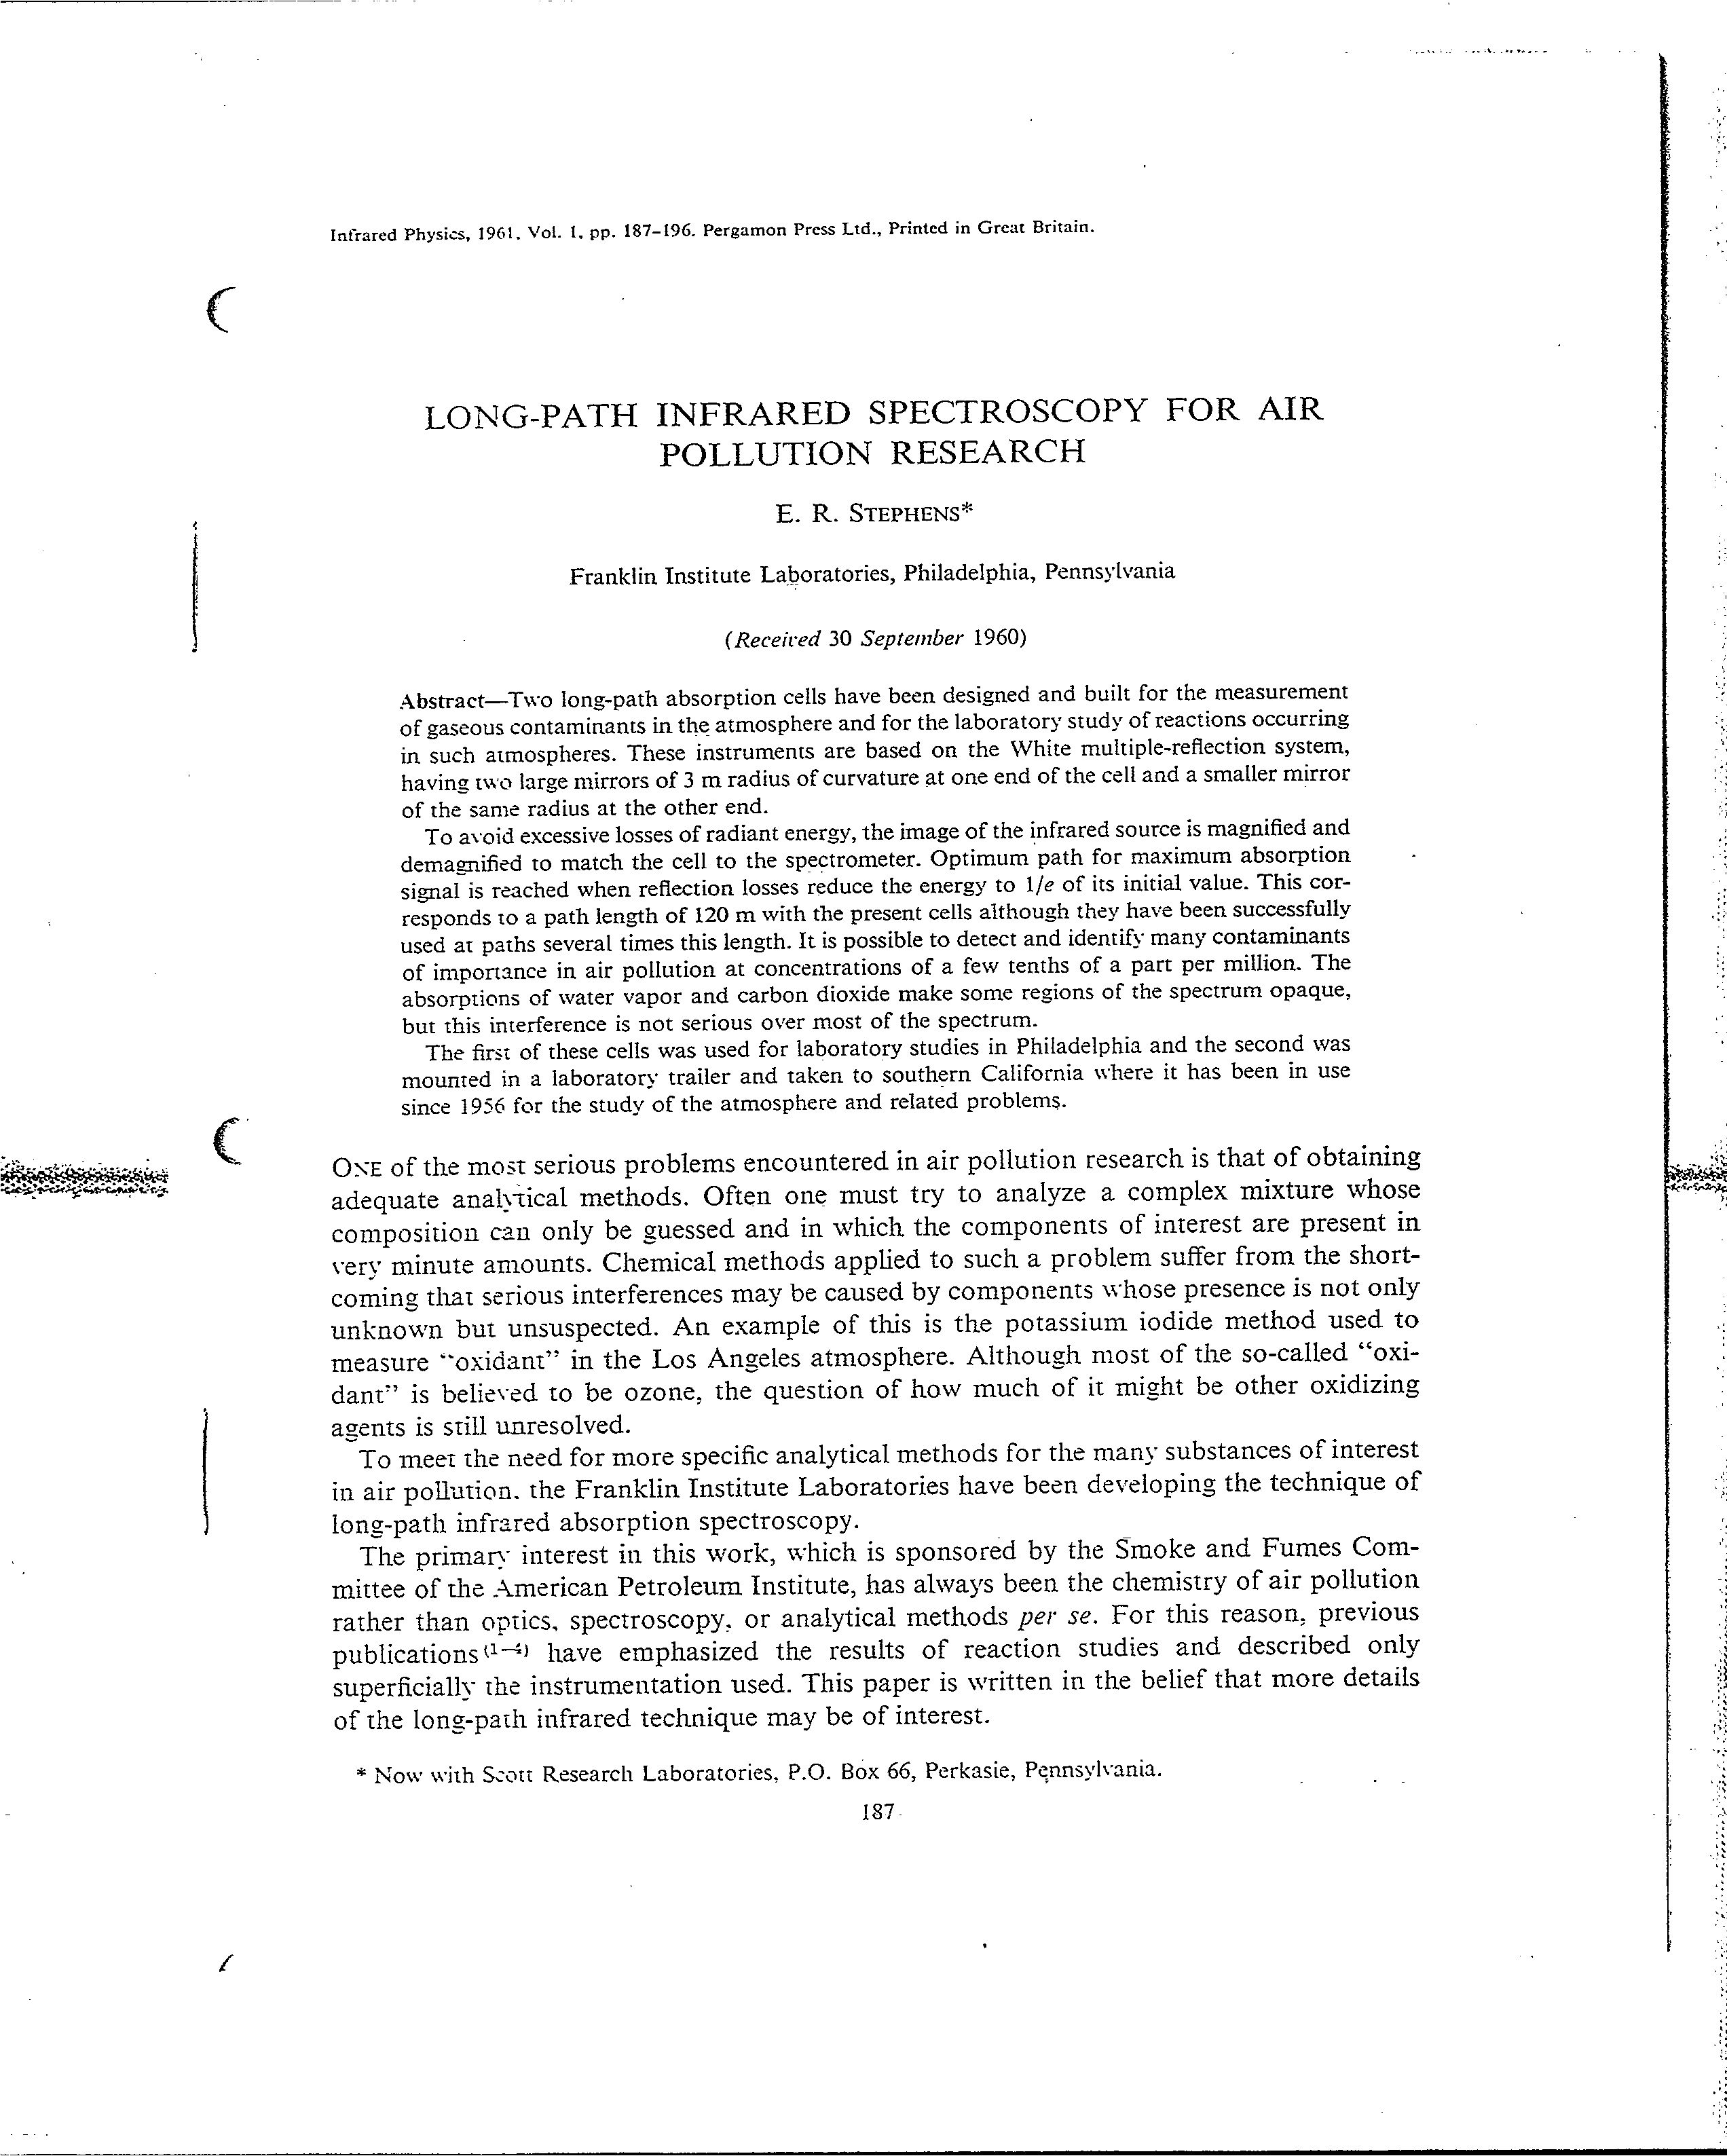 Infrared Physics, 1961, Vol. 1, pp. 187–196. Pergamon Press Ltd., Printed in Great Britain.
LONG-PATH INFRARED SPECTROSCOPY FOR AIR
POLLUTION RESEARCH
E. R. STEPHENS*
Franklin Institute Laboratories, Philadelphia, Pennsylvania
(Received 30 September 1960)
Abstract—Two long-path absorption cells have been designed and built for the measurement
of gaseous contaminants in the atmosphere and for the laboratory study of reactions occurring
in such atmospheres. These instruments are based on the White multiple-reflection system,
having two large mirrors of 3 m radius of curvature at one end of the cell and a smaller mirror
of the same radius at the other end.
To avoid excessive losses of radiant energy, the image of the infrared source is magnified and
demagnified to match the cell to the spectrometer. Optimum path for maximum absorption
signal is reached when reflection losses reduce the energy to 1/e of its initial value. This cor-
responds to a path length of 120 m with the present cells although they have been successfully
used at paths several times this length. It is possible to detect and identify many contaminants
of importance in air pollution at concentrations of a few tenths of a part per million. The
absorptions of water vapor and carbon dioxide make some regions of the spectrum opaque,
but this interference is not serious over most of the spectrum.
The first of these cells was used for laboratory studies in Philadelphia and the second was
mounted in a laboratory trailer and taken to southern California where it has been in use
since 1956 for the study of the atmosphere and related problems.
ONE of the most serious problems encountered in air pollution research is that of obtaining
adequate analytical methods. Often one must try to analyze a complex mixture whose
composition can only be guessed and in which the components of interest are present in
very minute amounts. Chemical methods applied to such a problem suffer from the short-
coming that serious interferences may be caused by components whose presence is not only
unknown but unsuspected. An example of this is the potassium iodide method used to
measure “oxidant” in the Los Angeles atmosphere. Although most of the so-called “oxi-
dant” is believed to be ozone, the question of how much of it might be other oxidizing
agents is still unresolved.
To meet the need for more specific analytical methods for the many substances of interest
in air pollution, the Franklin Institute Laboratories have been developing the technique of
long-path infrared absorption spectroscopy.
The primary interest in this work, which is sponsored by the Smoke and Fumes Com-
mittee of the American Petroleum Institute, has always been the chemistry of air pollution
rather than optics, spectroscopy, or analytical methods per se. For this reason, previous
publications(1–4) have emphasized the results of reaction studies and described only
superficially the instrumentation used. This paper is written in the belief that more details
of the long-path infrared technique may be of interest.
* Now with Scott Research Laboratories, P.O. Box 66, Perkasie, Pennsylvania.
187